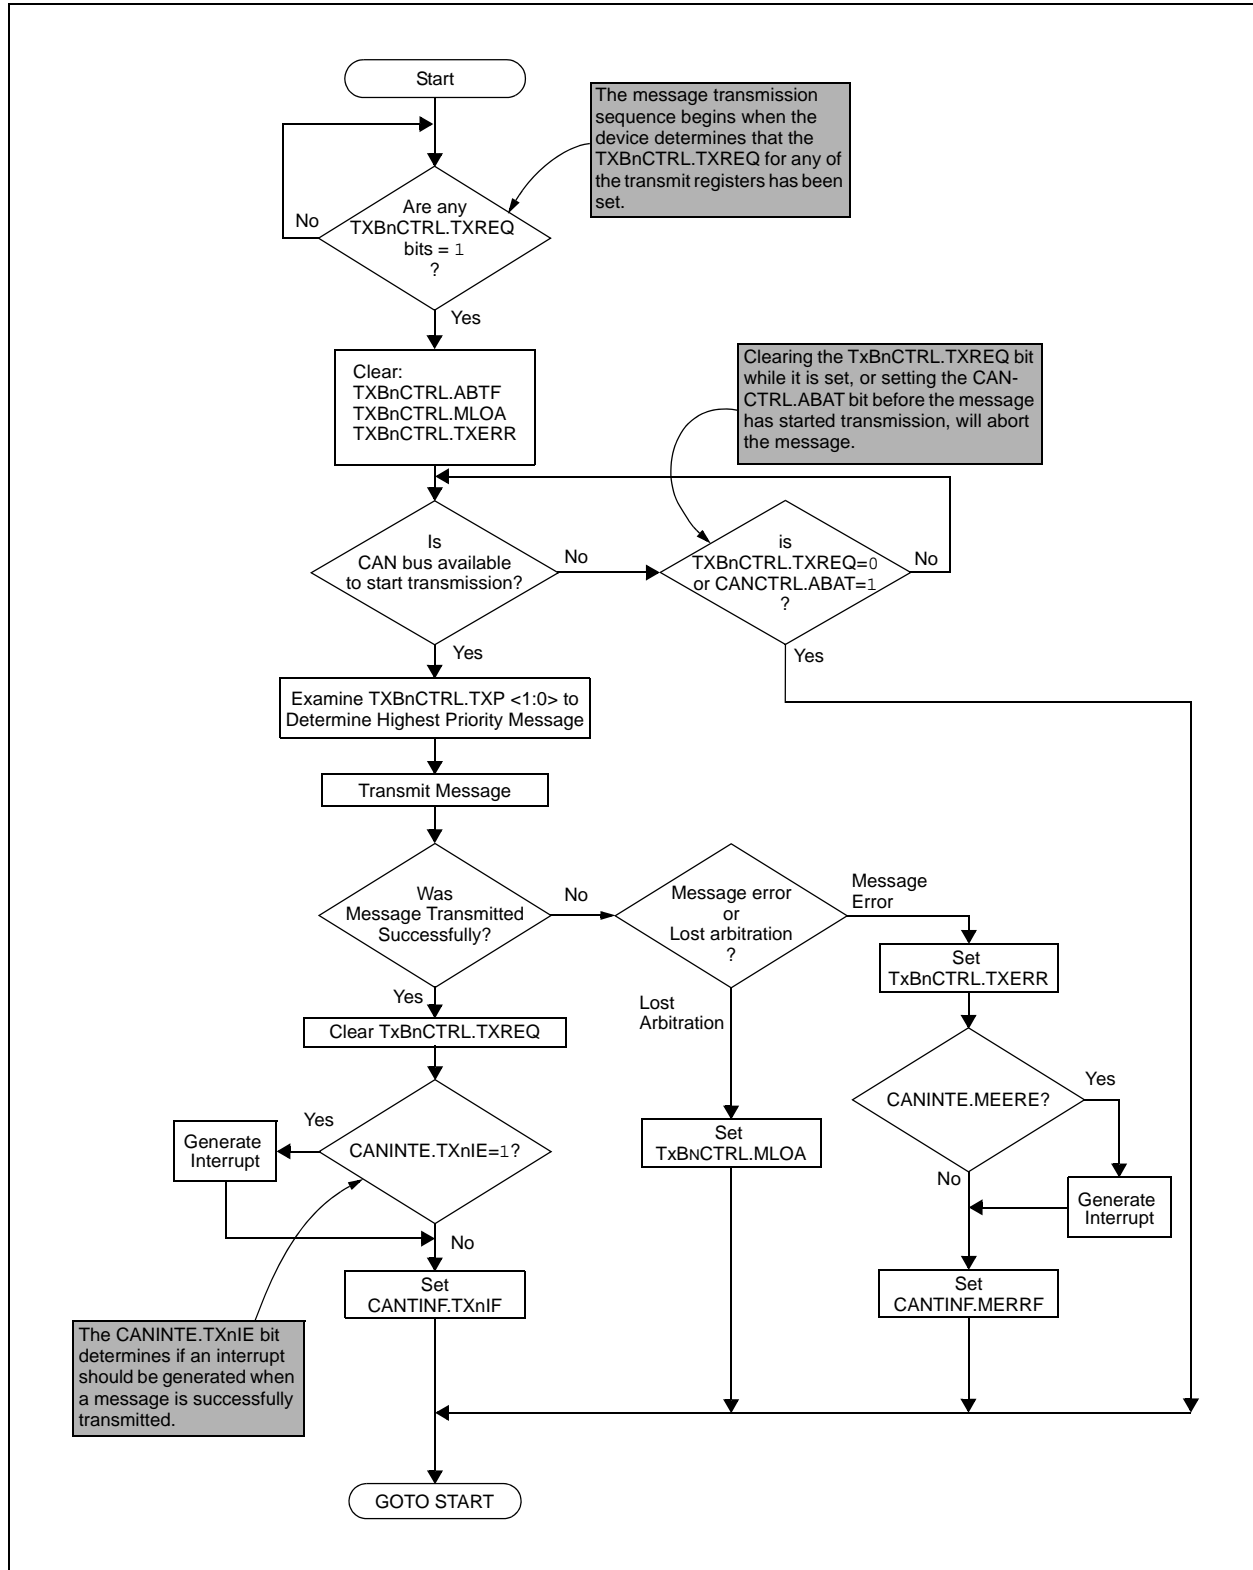 Start
The message transmission
sequence begins when the
device determines that the
TXBnCTRL.TXREQ for any of
the transmit registers has been
set.
Are any
TXBnCTRL.TXREQ
bits = 1
?
No
Yes
Clear:
TXBnCTRL.ABTF
TXBnCTRL.MLOA
TXBnCTRL.TXERR
Clearing the TxBnCTRL.TXREQ bit
while it is set, or setting the CAN-
CTRL.ABAT bit before the message
has started transmission, will abort
the message.
Is
CAN bus available
to start transmission?
No
is
TXBnCTRL.TXREQ=0
or CANCTRL.ABAT=1
?
No
Yes
Yes
Examine TXBnCTRL.TXP <1:0> to
Determine Highest Priority Message
Transmit Message
Was
Message Transmitted
Successfully?
No
Message error
or
Lost arbitration
?
Message
Error
Set
TxBnCTRL.TXERR
Yes
Lost
Arbitration
Clear TxBnCTRL.TXREQ
CANINTE.MEERE?
Yes
Yes
Generate
Interrupt
CANINTE.TXnIE=1?
Set
TxBNCTRL.MLOA
No
Generate
Interrupt
No
Set
CANTINF.TXnIF
Set
CANTINF.MERRF
The CANINTE.TXnIE bit
determines if an interrupt
should be generated when
a message is successfully
transmitted.
GOTO START